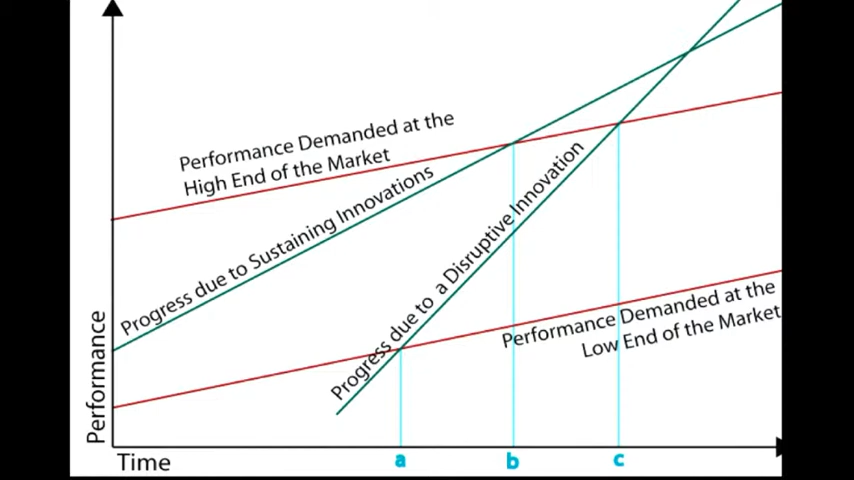 Performance Demanded at the
High End of the Market
Progress due to Sustaining Innovations
Progress due to a Disruptive Innovation
Performance Demanded at the
Low End of the Market
Performance
Time
a
b
c